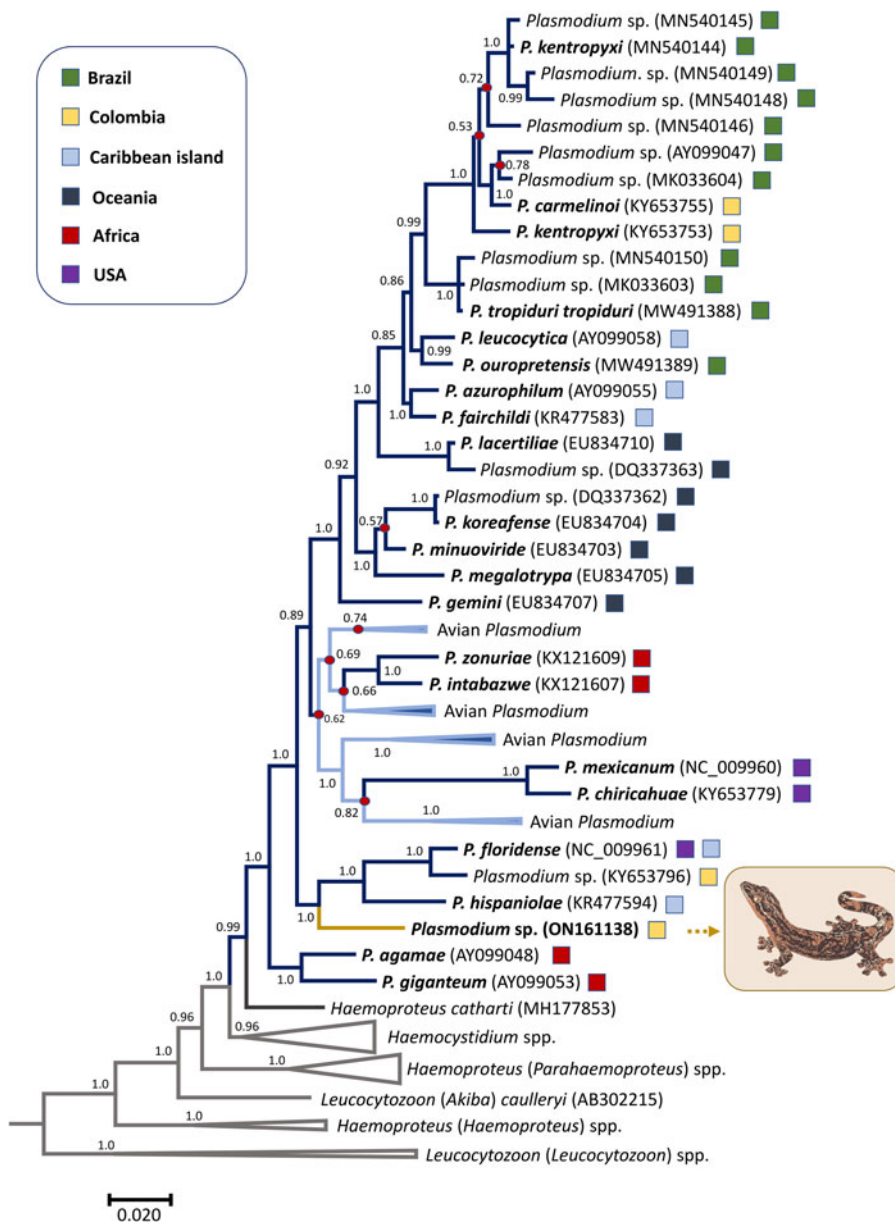 Brazil
Colombia
Caribbean island
Oceania
Africa
USA
Plasmodium sp. (MN540145)
1.0
P. kentropyxi (MN540144)
0.72
Plasmodium. sp. (MN540149)
0.99
Plasmodium sp. (MN540148)
0.53
Plasmodium sp. (MN540146)
Plasmodium sp. (AY099047)
0.78
1.0
Plasmodium sp. (MK033604)
1.0
P. carmelinoi (KY653755)
0.99
P. kentropyxi (KY653753)
Plasmodium sp. (MN540150)
0.86
Plasmodium sp. (MK033603)
1.0
P. tropiduri tropiduri (MW491388)
0.85
P. leucocytica (AY099058)
0.99
P. ouropretensis (MW491389)
1.0
P. azurophilum (AY099055)
1.0
P. fairchildi (KR477583)
0.92
P. lacertiliae (EU834710)
1.0
Plasmodium sp. (DQ337363)
Plasmodium sp. (DQ337362)
1.0
0.57
P. koreafense (EU834704)
1.0
P. minuoviride (EU834703)
1.0
P. megalotrypa (EU834705)
P. gemini (EU834707)
0.89
0.74
Avian Plasmodium
0.69
P. zonuriae (KX121609)
1.0
0.66
P. intabazwe (KX121607)
0.62
Avian Plasmodium
1.0
Avian Plasmodium
1.0
1.0
P. mexicanum (NC_009960)
1.0
P. chiricahuae (KY653779)
0.82
1.0
Avian Plasmodium
P. floridense (NC_009961)
1.0
1.0
Plasmodium sp. (KY653796)
1.0
1.0
P. hispaniolae (KR477594)
1.0
Plasmodium sp. (ON161138)
0.99
P. agamae (AY099048)
1.0
P. giganteum (AY099053)
1.0
Haemoproteus catharti (MH177853)
0.96
0.96
Haemocystidium spp.
1.0
1.0
Haemoproteus (Parahaemoproteus) spp.
1.0
Leucocytozoon (Akiba) caulleryi (AB302215)
1.0
Haemoproteus (Haemoproteus) spp.
1.0
Leucocytozoon (Leucocytozoon) spp.
0.020